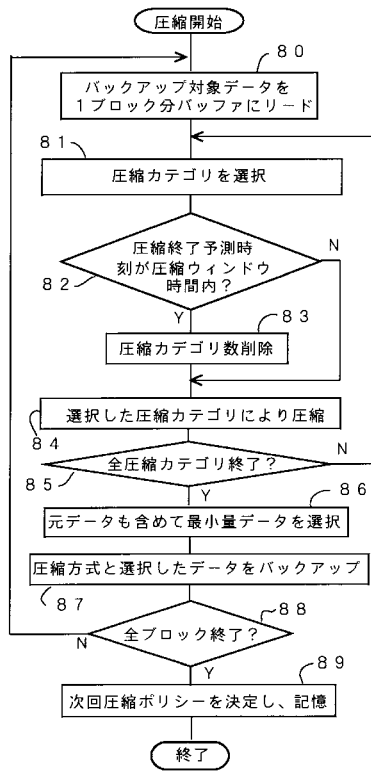 圧縮開始
80
バックアップ対象データを
1ブロック分バッファにリード
81
圧縮カテゴリを選択
圧縮終了予測時
刻が圧縮ウィンドウ
時間内?
N
82
Y
83
圧縮カデゴリ数削除
選択した圧縮カテゴリにより圧縮
84
全圧縮カテゴリ終了?
N
85
Y
86
元データも含めて最小量データを選択
圧縮方式と選択したデータをバックアップ
87
88
全ブロック終了?
N
Y
89
次回圧縮ポリシーを決定し、記憶
終了